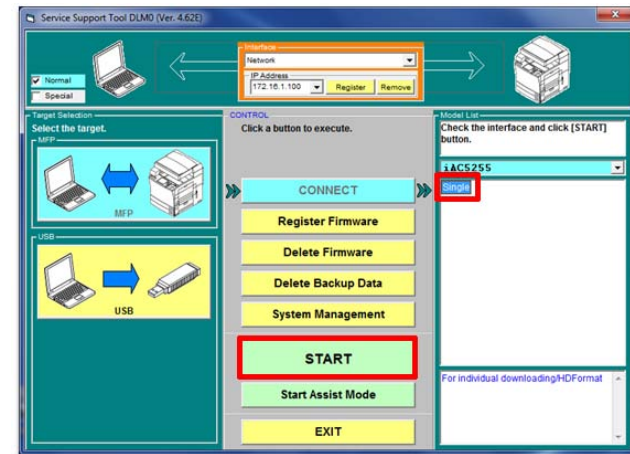 Service Support Tool DLM0 (Ver. 4.62E)
Normal
Special
Interface
Network
IP Address
172.16.1.100
Register
Remove
Target Selection
Select the target.
MFP
MFP
USB
USB
CONTROL
Click a button to execute.
CONNECT
Register Firmware
Delete Firmware
Delete Backup Data
System Management
START
Start Assist Mode
EXIT
Model List
Check the interface and click [START]
button.
iAC5255
Single
For individual downloading/HDFormat